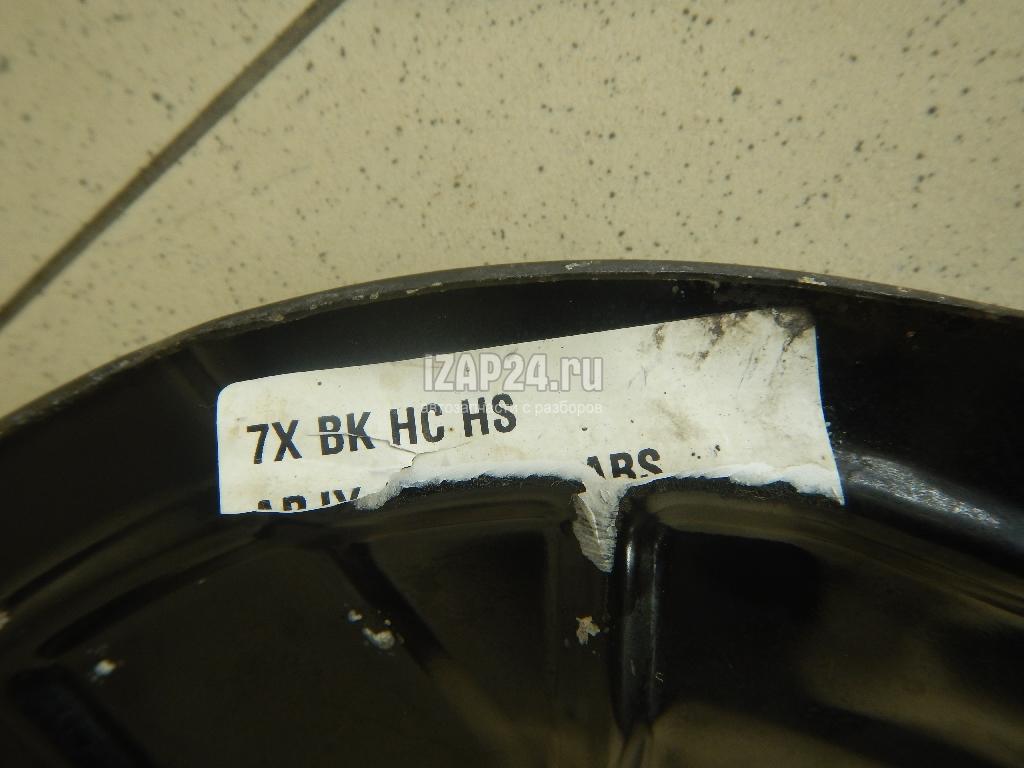 IZAP24.ru
автозапчасти с разборов
7X BK HC HS
ABS